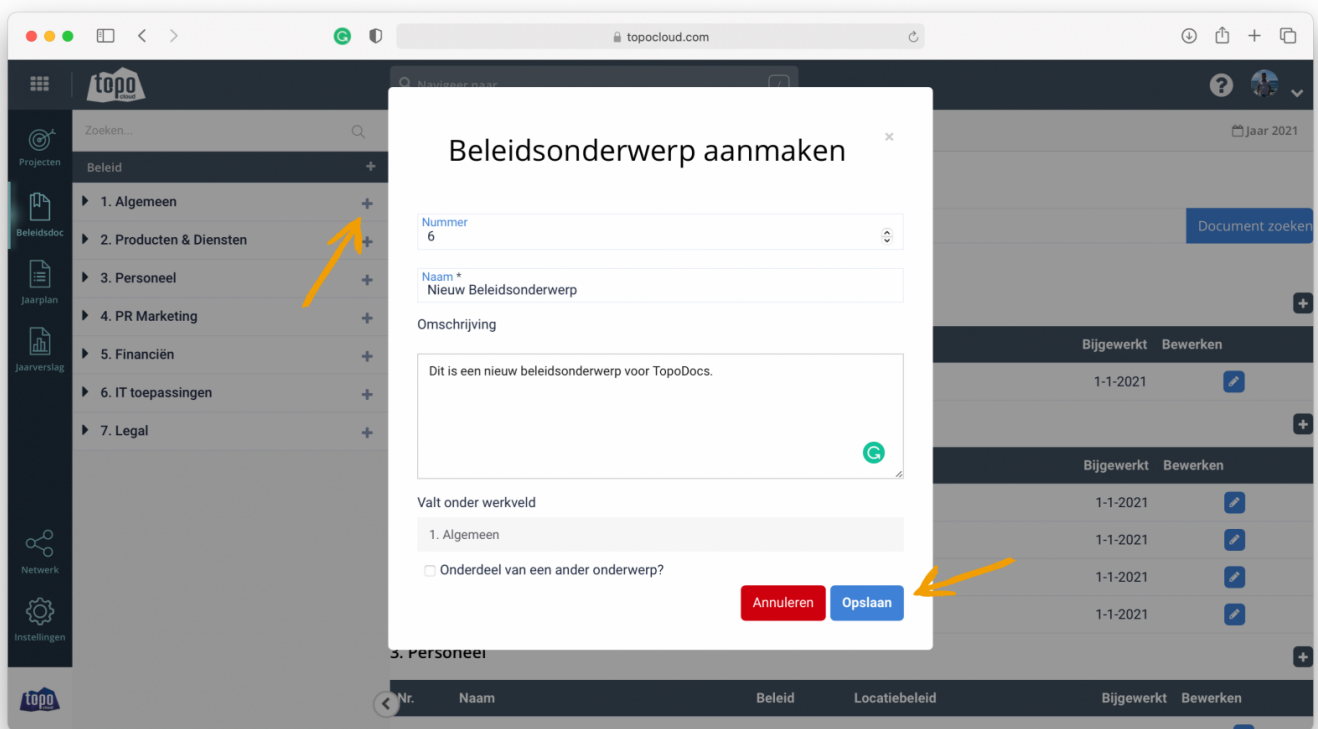 topocloud.com
topo
cloud
Navigeer naar
/
?
Projecten
Beleidsdoc
Jaarplan
Jaarverslag
Netwerk
Instellingen
topo
cloud
Zoeken...
Beleid
1. Algemeen
2. Producten & Diensten
3. Personeel
4. PR Marketing
5. Financiën
6. IT toepassingen
7. Legal
Beleidsonderwerp aanmaken
×
Nummer
6
Naam *
Nieuw Beleidsonderwerp
Omschrijving
Dit is een nieuw beleidsonderwerp voor TopoDocs.
Valt onder werkveld
1. Algemeen
Onderdeel van een ander onderwerp?
Annuleren Opslaan
Jaar 2021
Document zoeken
Bijgewerkt Bewerken
1-1-2021
Bijgewerkt Bewerken
1-1-2021
1-1-2021
1-1-2021
1-1-2021
3. Personeel
Nr. Naam Beleid Locatiebeleid Bijgewerkt Bewerken